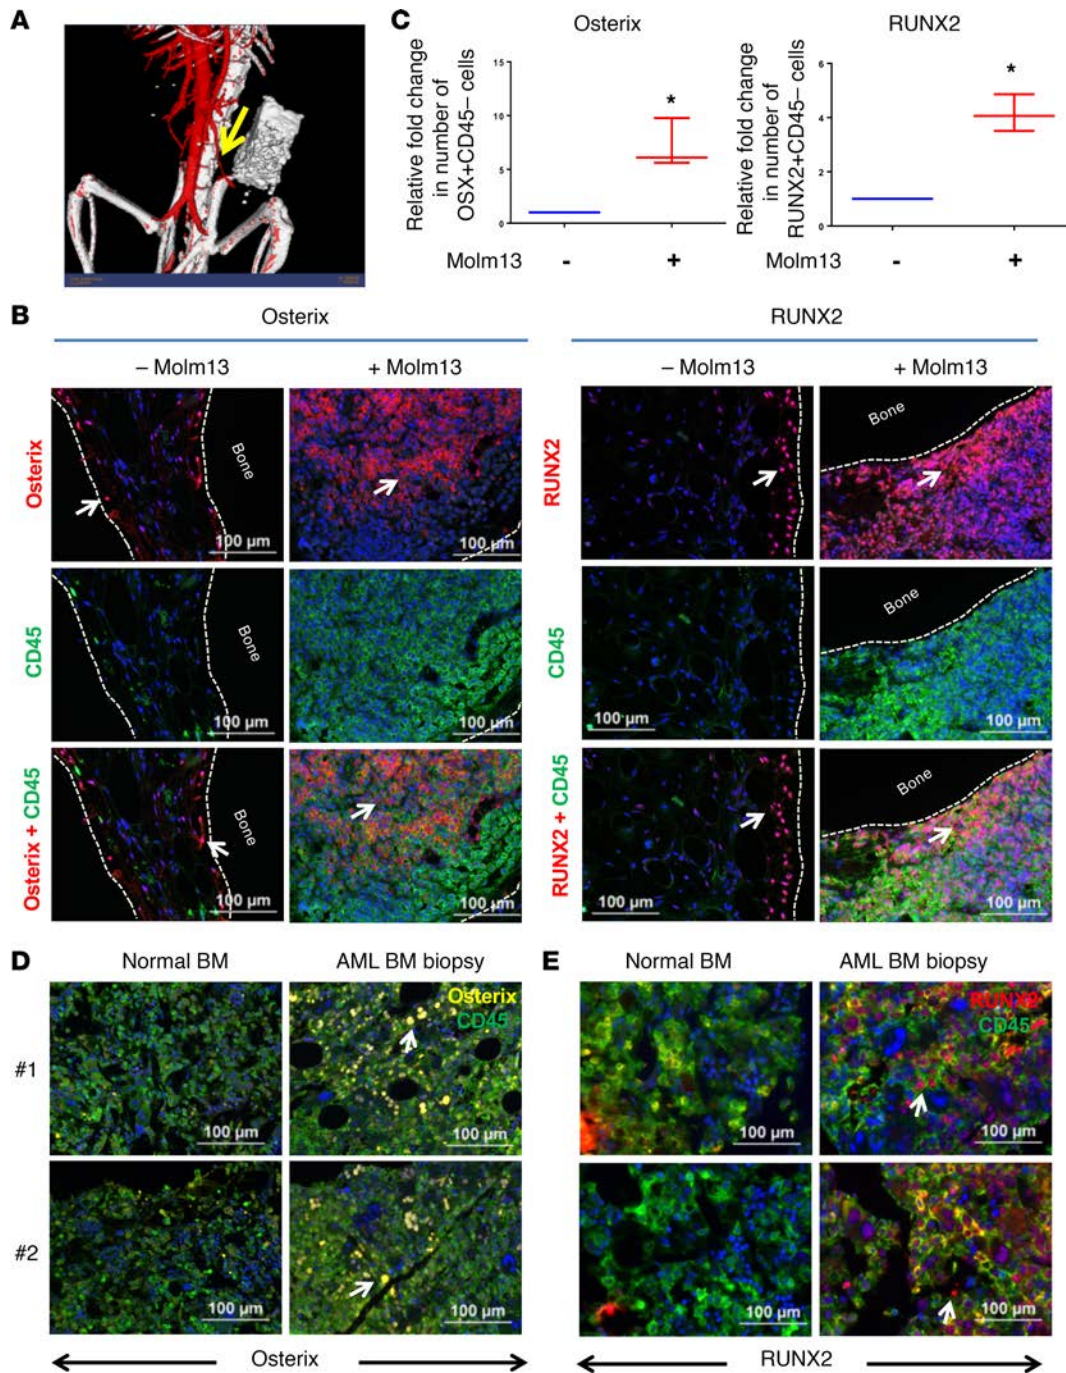 A
C
Osterix
RUNX2
Relative fold change
in number of
OSX+CD45– cells
15
10
5
0
*
Molm13
-
+
Relative fold change
in number of
RUNX2+CD45– cells
6
4
2
0
*
Molm13
-
+
B
Osterix
RUNX2
– Molm13
+ Molm13
– Molm13
+ Molm13
Osterix
Bone
100 µm
100 µm
RUNX2
100 µm
Bone
100 µm
CD45
Bone
100 µm
100 µm
CD45
100 µm
Bone
100 µm
Osterix + CD45
Bone
100 µm
100 µm
RUNX2 + CD45
100 µm
Bone
100 µm
D
Normal BM
AML BM biopsy
E
Normal BM
AML BM biopsy
#1
100 µm
Osterix
CD45
100 µm
100 µm
RUNX2
CD45
100 µm
#2
100 µm
100 µm
100 µm
100 µm
Osterix
RUNX2